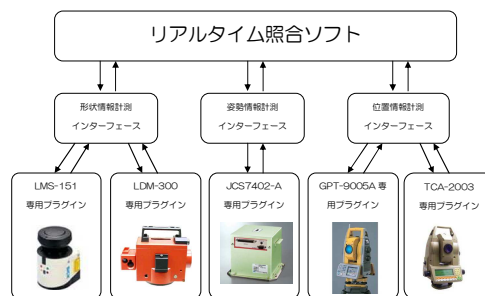 リアルタイム照合ソフト
形状情報計測
インターフェース
姿勢情報計測
インターフェース
位置情報計測
インターフェース
LMS-151
専用プラグイン
LDM-300
専用プラグイン
JCS7402-A
専用プラグイン
GPT-9005A 専
用プラグイン
TCA-2003
専用プラグイン